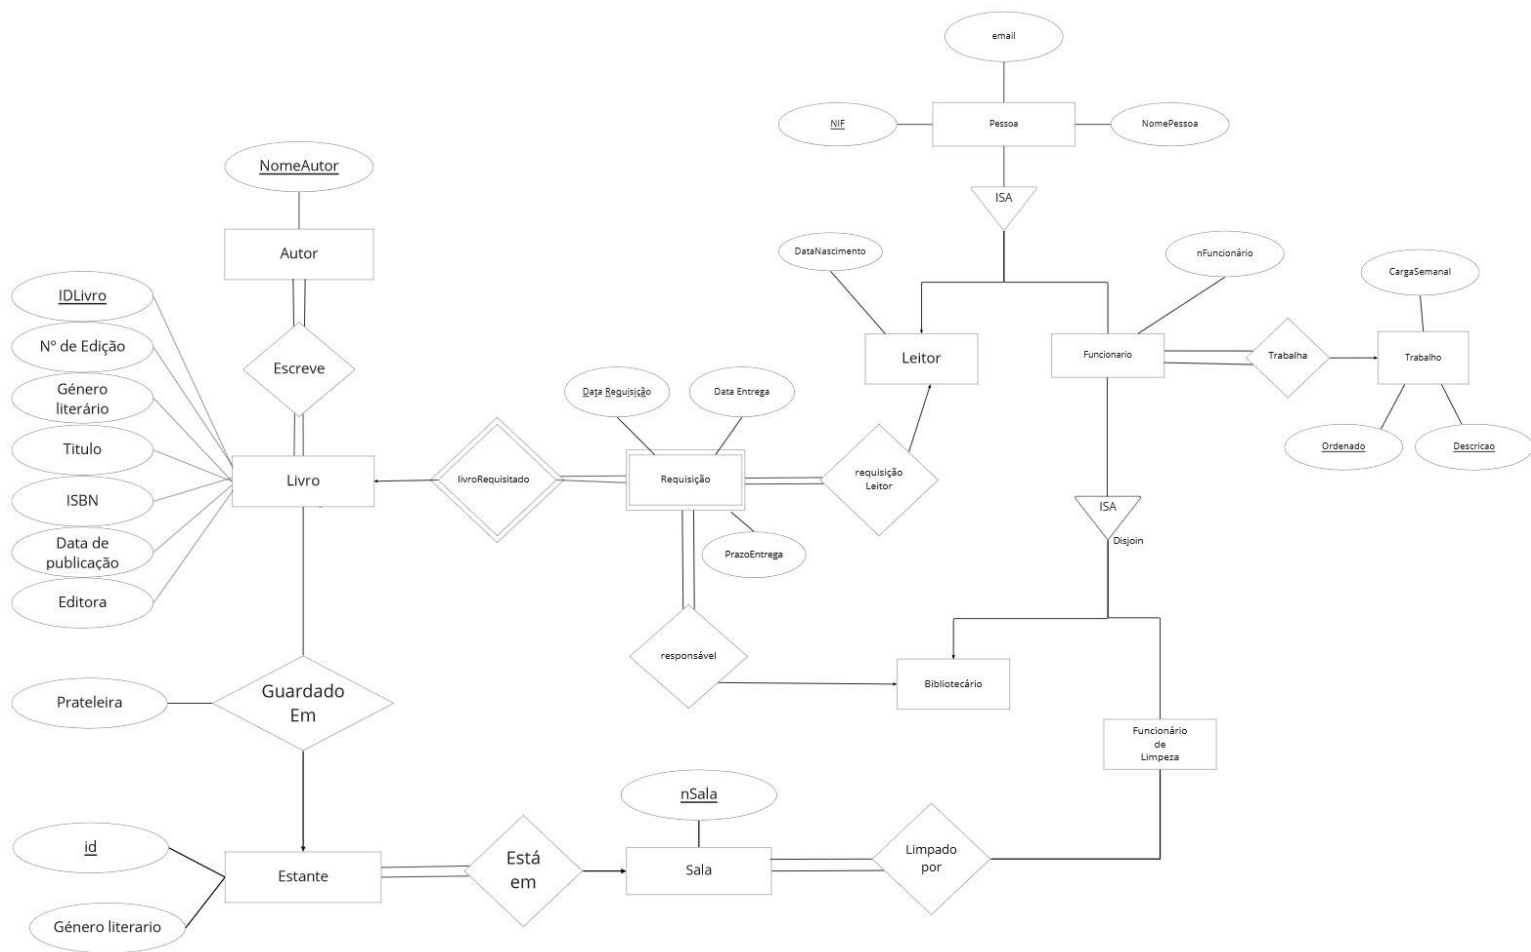 email
NIF
Pessoa
NomePessoa
NomeAutor
ISA
Autor
DataNascimento
nFuncionário
CargaSemanal
IDLivro
Nº de Edição
Género
literário
Titulo
ISBN
Data de
publicação
Editora
Escreve
Leitor
Funcionario
Trabalha
Trabalho
Data Requisição
Data Entrega
Ordenado
Descricao
Livro
livroRequisitado
Requisição
requisição
Leitor
ISA
Disjoin
PrazoEntrega
responsável
Bibliotecário
Prateleira
Guardado
Em
Funcionário
de
Limpeza
nSala
id
Estante
Género literario
Está
em
Sala
Limpado
por